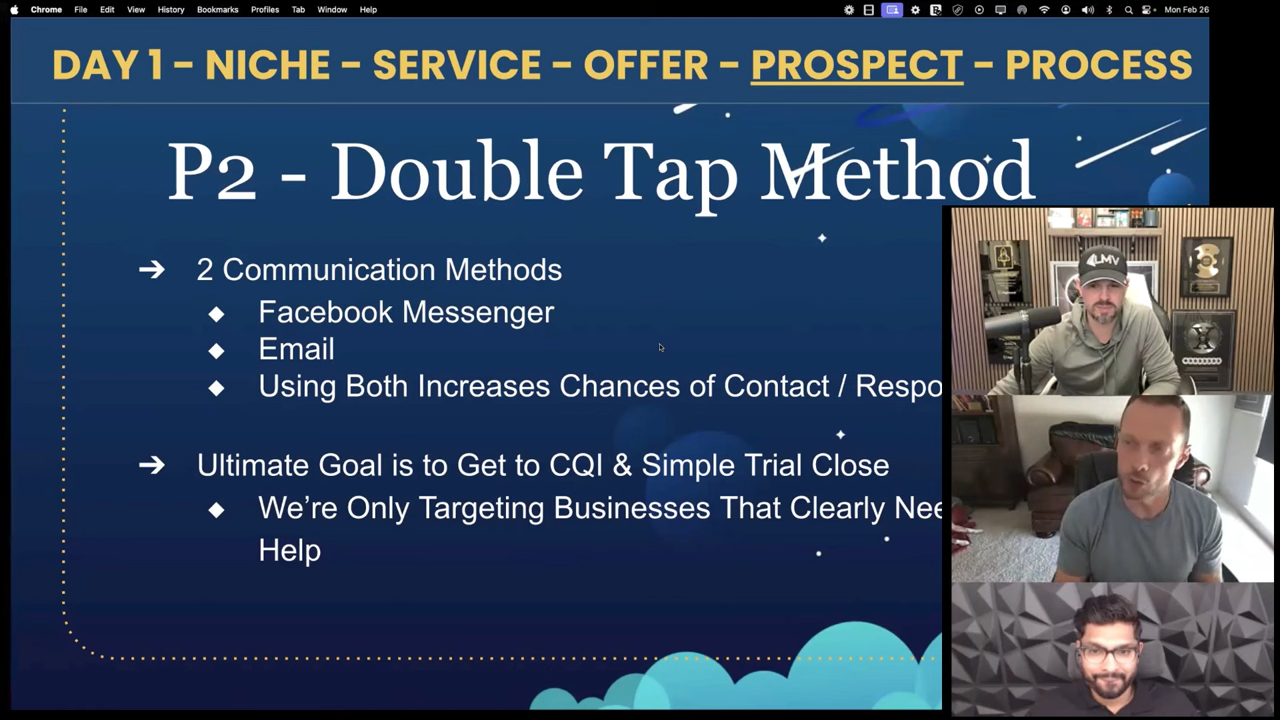 Chrome File Edit View History Bookmarks Profiles Tab Window Help Mon Feb 26
DAY 1 - NICHE - SERVICE - OFFER - PROSPECT - PROCESS
P2 - Double Tap Method
2 Communication Methods
Facebook Messenger
Email
Using Both Increases Chances of Contact / Respo
Ultimate Goal is to Get to CQI & Simple Trial Close
We’re Only Targeting Businesses That Clearly Nee
Help
LMV